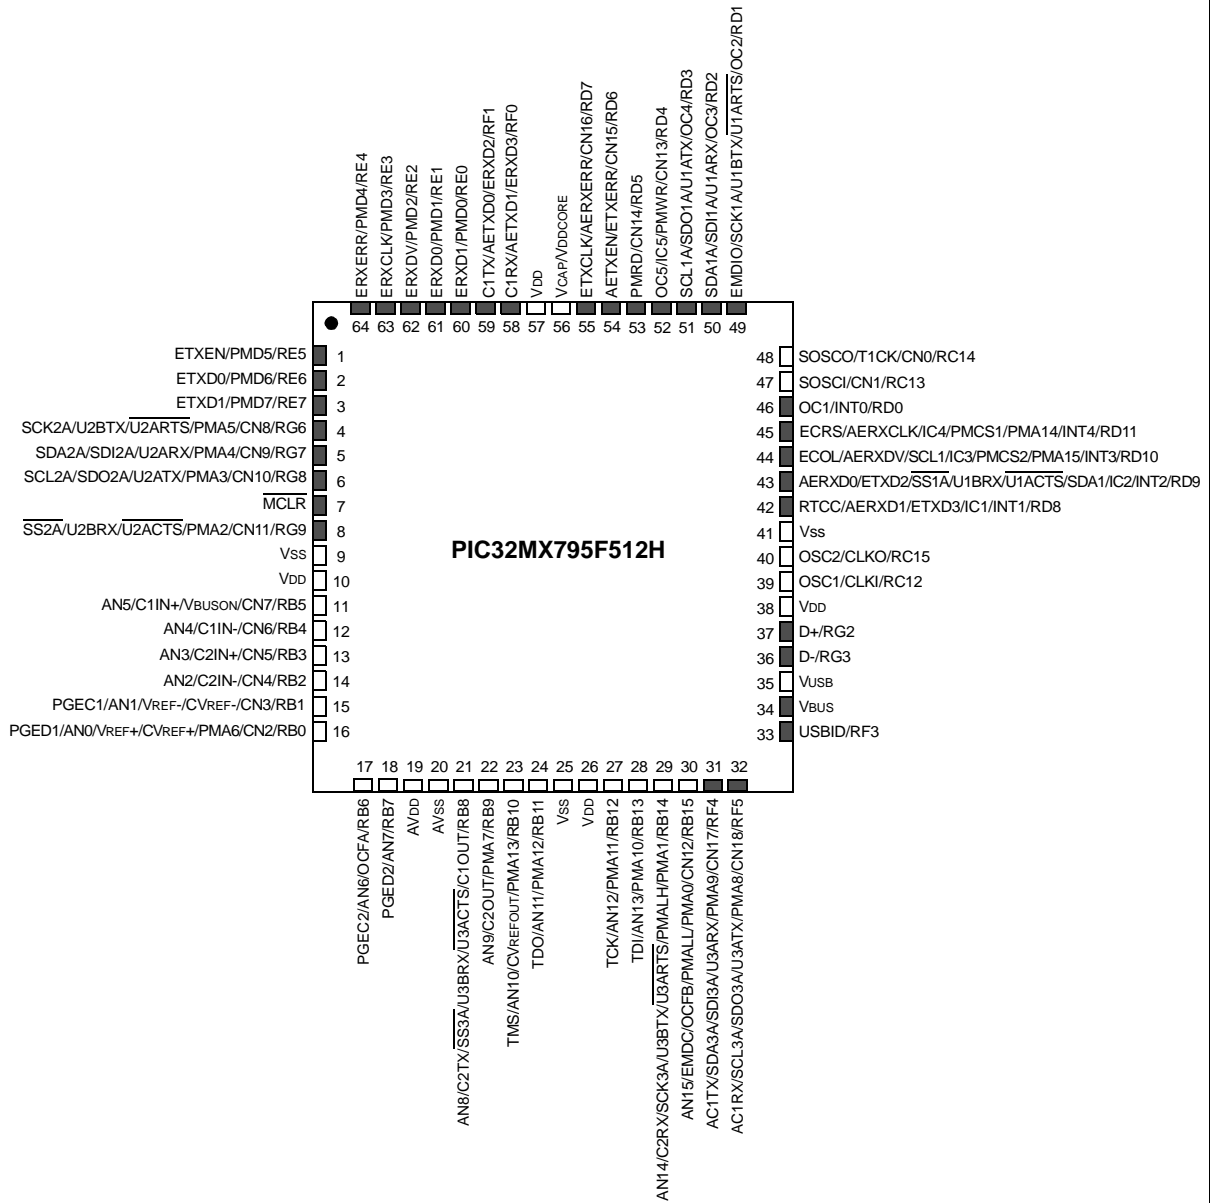 ERXERR/PMD4/RE4
ERXCLK/PMD3/RE3
ERXDV/PMD2/RE2
ERXD0/PMD1/RE1
ERXD1/PMD0/RE0
C1TX/AETXD0/ERXD2/RF1
C1RX/AETXD1/ERXD3/RF0
VDD
VCAP/VDDCORE
ETXCLK/AERXERR/CN16/RD7
AETXEN/ETXERR/CN15/RD6
PMRD/CN14/RD5
OC5/IC5/PMWR/CN13/RD4
SCL1A/SDO1A/U1ATX/OC4/RD3
SDA1A/SDI1A/U1ARX/OC3/RD2
EMDIO/SCK1A/U1BTX/U1ARTS/OC2/RD1
64 63 62 61 60 59 58 57 56 55 54 53 52 51 50 49
ETXEN/PMD5/RE5 1
ETXD0/PMD6/RE6 2
ETXD1/PMD7/RE7 3
SCK2A/U2BTX/U2ARTS/PMA5/CN8/RG6 4
SDA2A/SDI2A/U2ARX/PMA4/CN9/RG7 5
SCL2A/SDO2A/U2ATX/PMA3/CN10/RG8 6
MCLR 7
SS2A/U2BRX/U2ACTS/PMA2/CN11/RG9 8
VSS 9
VDD 10
AN5/C1IN+/VBUSON/CN7/RB5 11
AN4/C1IN-/CN6/RB4 12
AN3/C2IN+/CN5/RB3 13
AN2/C2IN-/CN4/RB2 14
PGEC1/AN1/VREF-/CVREF-/CN3/RB1 15
PGED1/AN0/VREF+/CVREF+/PMA6/CN2/RB0 16
PIC32MX795F512H
48 SOSCO/T1CK/CN0/RC14
47 SOSCI/CN1/RC13
46 OC1/INT0/RD0
45 ECRS/AERXCLK/IC4/PMCS1/PMA14/INT4/RD11
44 ECOL/AERXDV/SCL1/IC3/PMCS2/PMA15/INT3/RD10
43 AERXD0/ETXD2/SS1A/U1BRX/U1ACTS/SDA1/IC2/INT2/RD9
42 RTCC/AERXD1/ETXD3/IC1/INT1/RD8
41 Vss
40 OSC2/CLKO/RC15
39 OSC1/CLKI/RC12
38 VDD
37 D+/RG2
36 D-/RG3
35 VUSB
34 VBUS
33 USBID/RF3
17 18 19 20 21 22 23 24 25 26 27 28 29 30 31 32
PGEC2/AN6/OCFA/RB6
PGED2/AN7/RB7
AVDD
AVSS
AN8/C2TX/SS3A/U3BRX/U3ACTS/C1OUT/RB8
AN9/C2OUT/PMA7/RB9
TMS/AN10/CVREFOUT/PMA13/RB10
TDO/AN11/PMA12/RB11
VSS
VDD
TCK/AN12/PMA11/RB12
TDI/AN13/PMA10/RB13
AN14/C2RX/SCK3A/U3BTX/U3ARTS/PMALH/PMA1/RB14
AN15/EMDC/OCFB/PMALL/PMA0/CN12/RB15
AC1TX/SDA3A/SDI3A/U3ARX/PMA9/CN17/RF4
AC1RX/SCL3A/SDO3A/U3ATX/PMA8/CN18/RF5